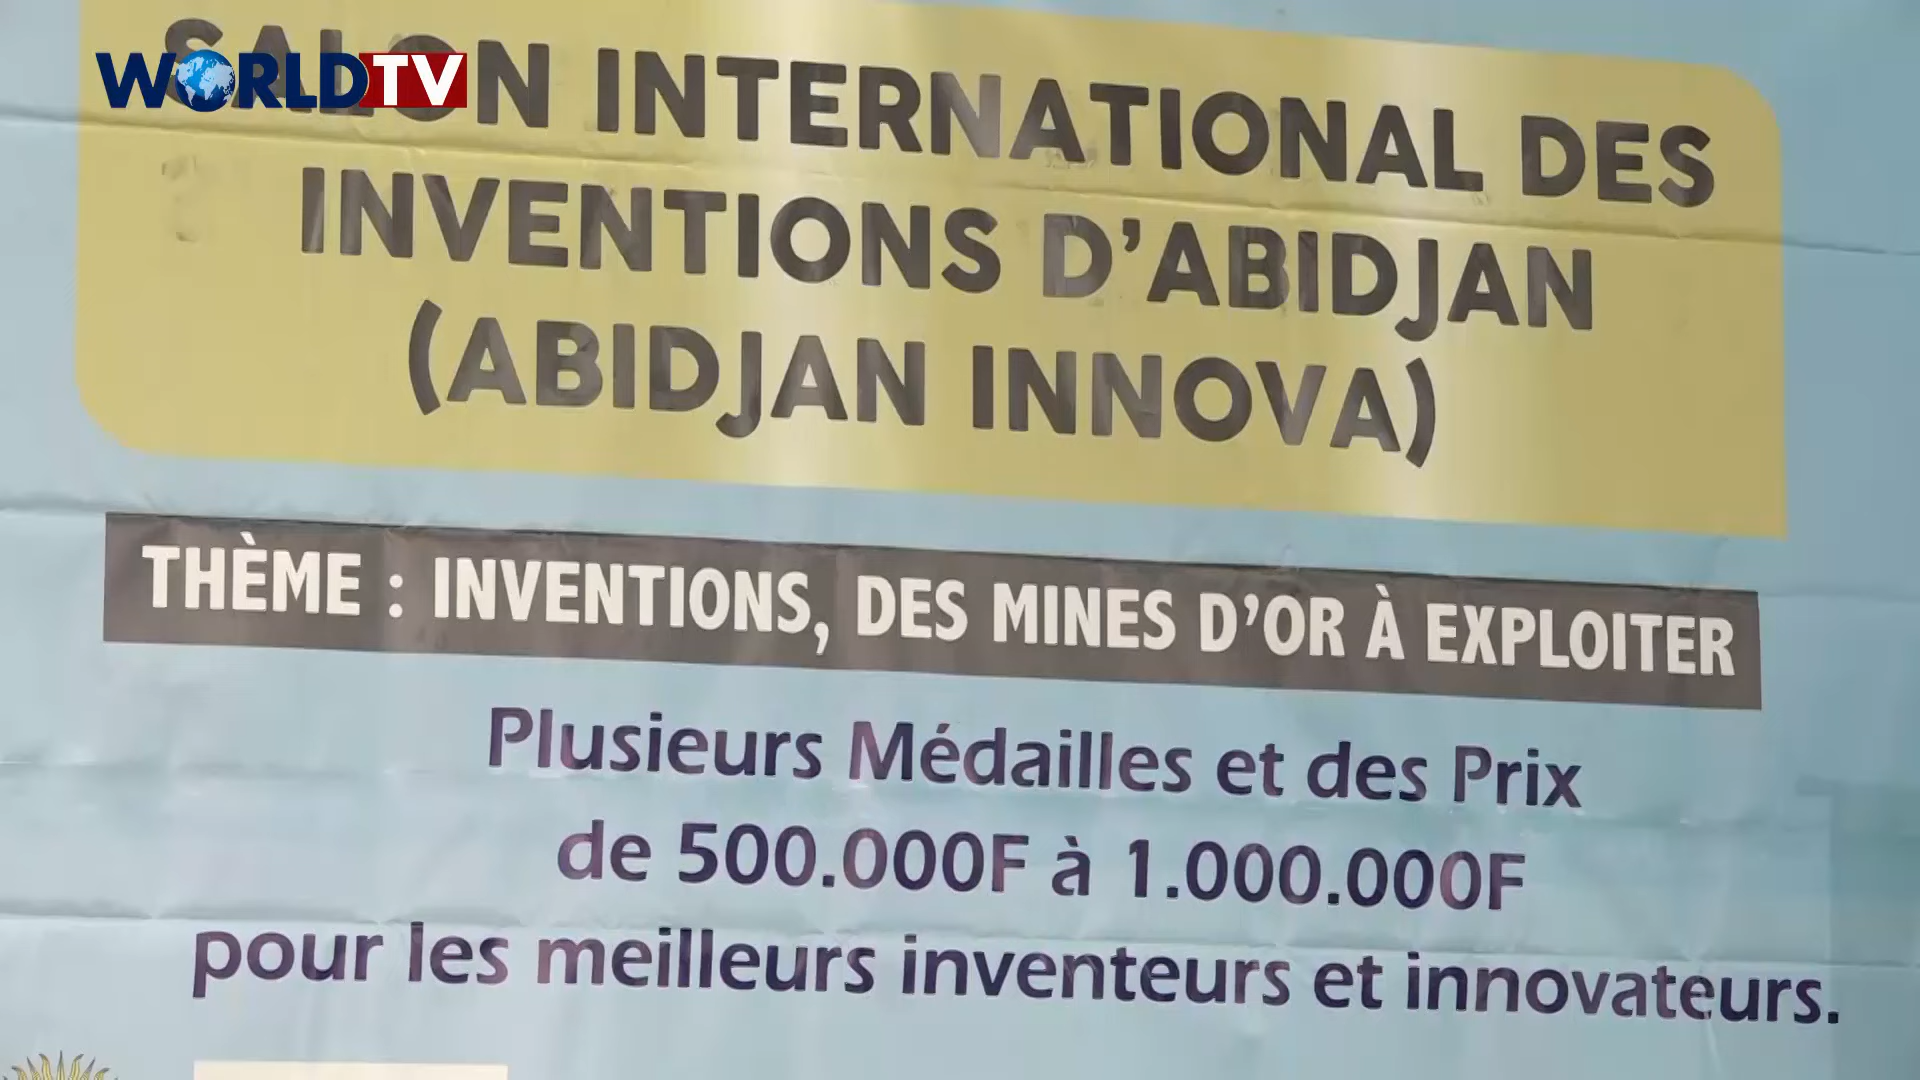 WORLDTV
SALON INTERNATIONAL DES
INVENTIONS D'ABIDJAN
(ABIDJAN INNOVA)
THÈME : INVENTIONS, DES MINES D'OR À EXPLOITER
Plusieurs Médailles et des Prix
de 500.000F à 1.000.000F
pour les meilleurs inventeurs et innovateurs.